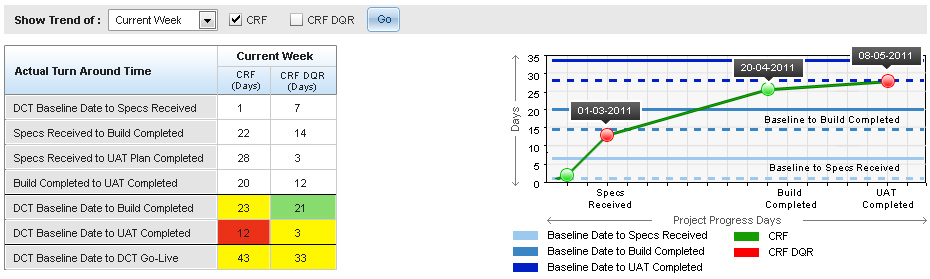 Show Trend of : Current Week CRF CRF DQR Go
Actual Turn Around Time
Current Week
CRF (Days)
CRF DQR (Days)
DCT Baseline Date to Specs Received 1 7
Specs Received to Build Completed 22 14
Specs Received to UAT Plan Completed 28 3
Build Completed to UAT Completed 20 12
DCT Baseline Date to Build Completed 23 21
DCT Baseline Date to UAT Completed 12 3
DCT Baseline Date to DCT Go-Live 43 33
Days
35
30
25
20
15
10
5
0
01-03-2011
20-04-2011
08-05-2011
Baseline to Build Completed
Baseline to Specs Received
Specs Received
Build Completed
UAT Completed
Project Progress Days
Baseline Date to Specs Received
Baseline Date to Build Completed
Baseline Date to UAT Completed
CRF
CRF DQR